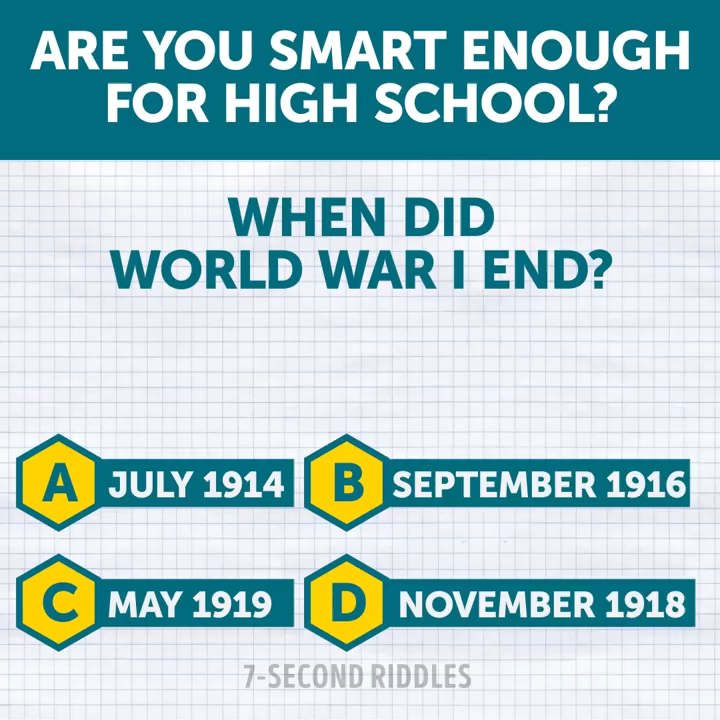 ARE YOU SMART ENOUGH
FOR HIGH SCHOOL?
WHEN DID
WORLD WAR I END?
A JULY 1914
B SEPTEMBER 1916
C MAY 1919
D NOVEMBER 1918
7-SECOND RIDDLES